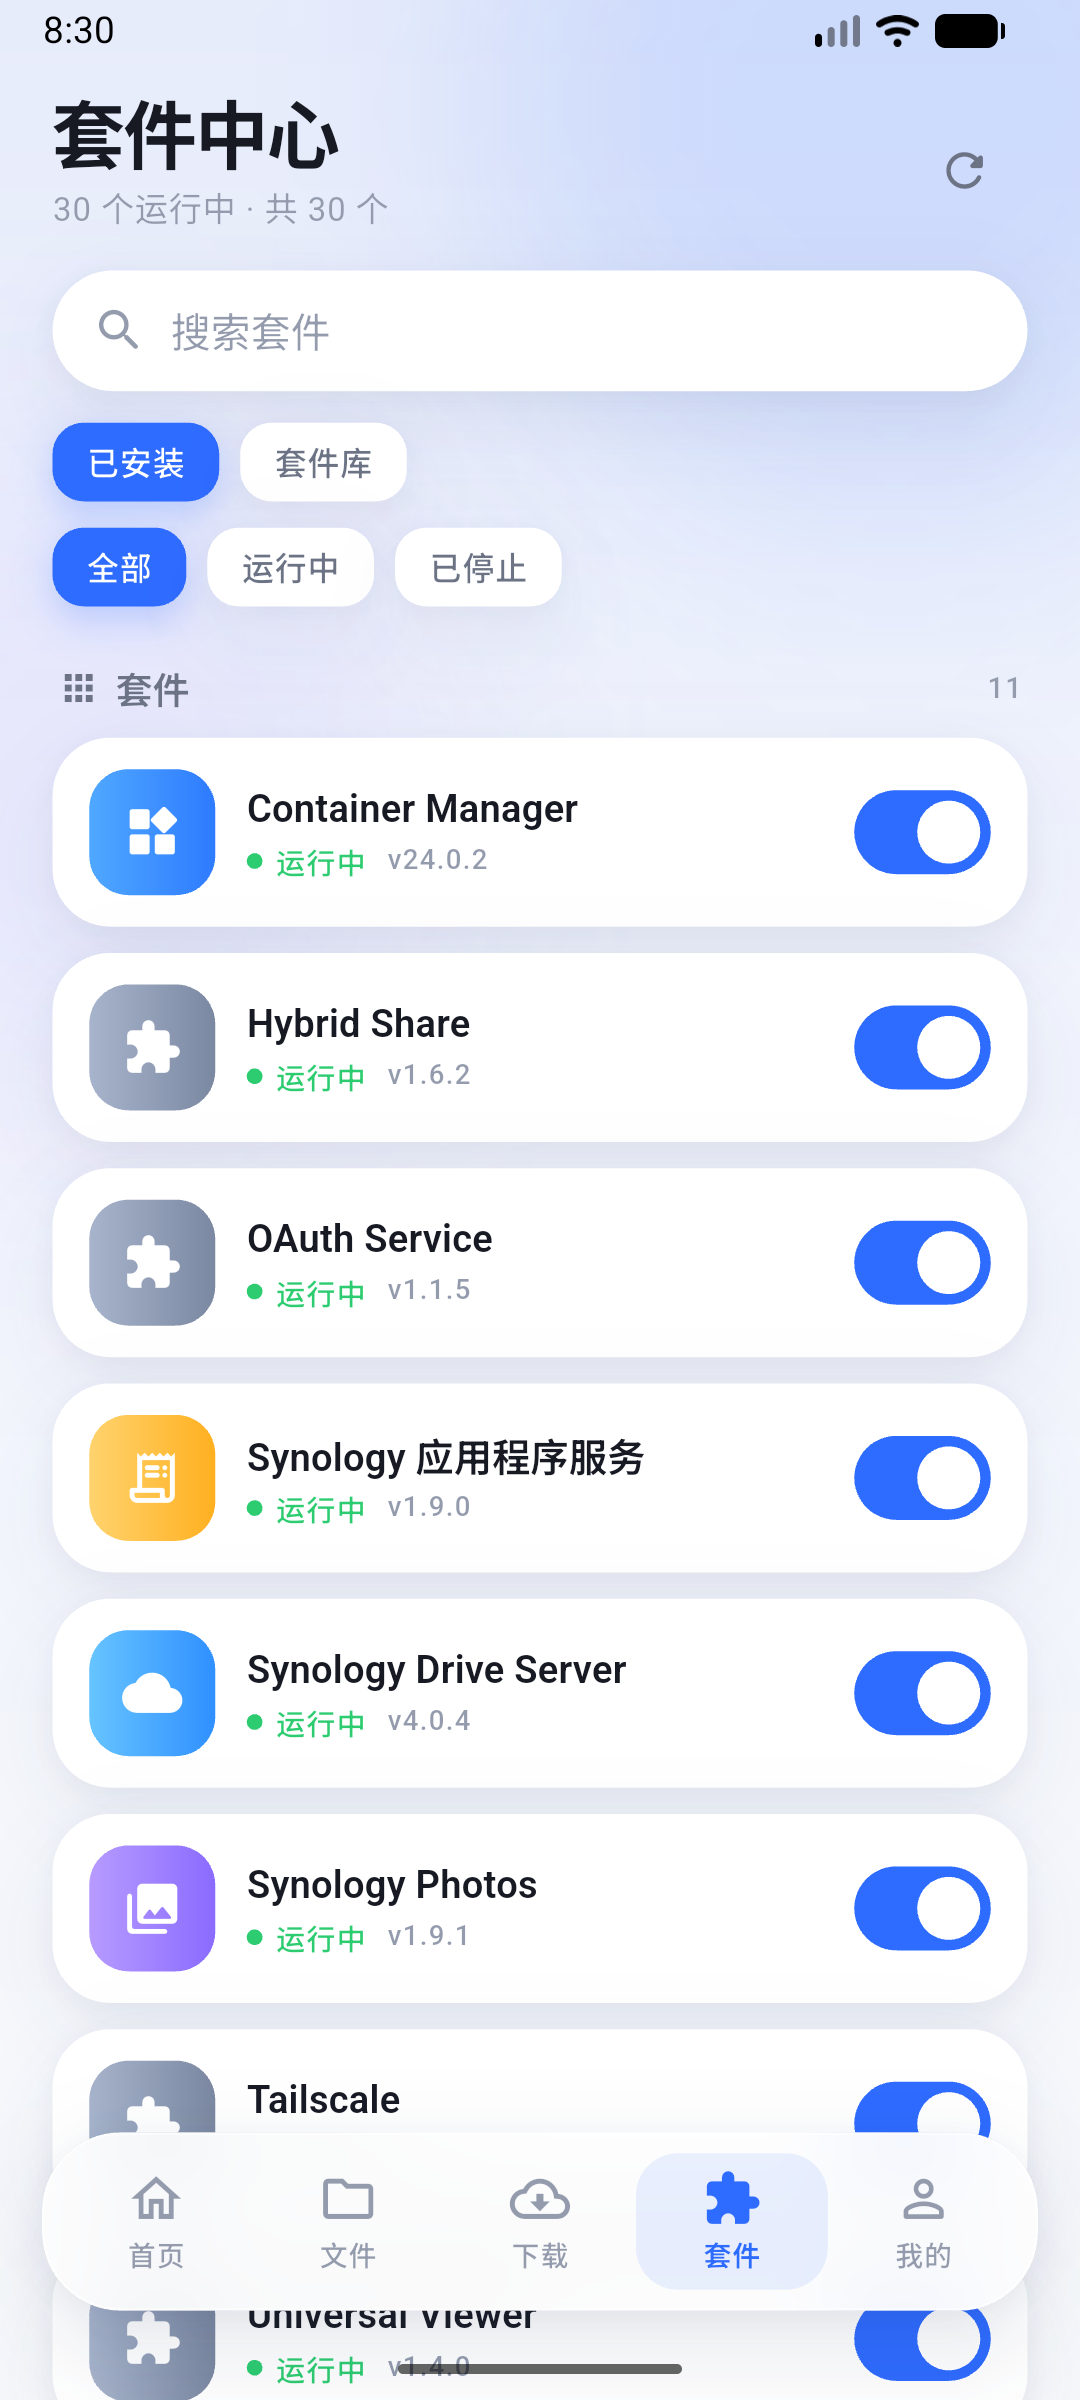 8:30
套件中心
30 个运行中 · 共 30 个
搜索套件
已安装 套件库
全部 运行中 已停止
套件 11
Container Manager
运行中 v24.0.2
Hybrid Share
运行中 v1.6.2
OAuth Service
运行中 v1.1.5
Synology 应用程序服务
运行中 v1.9.0
Synology Drive Server
运行中 v4.0.4
Synology Photos
运行中 v1.9.1
Tailscale
首页 文件 下载 套件 我的
Universal Viewer
运行中 v1.4.0